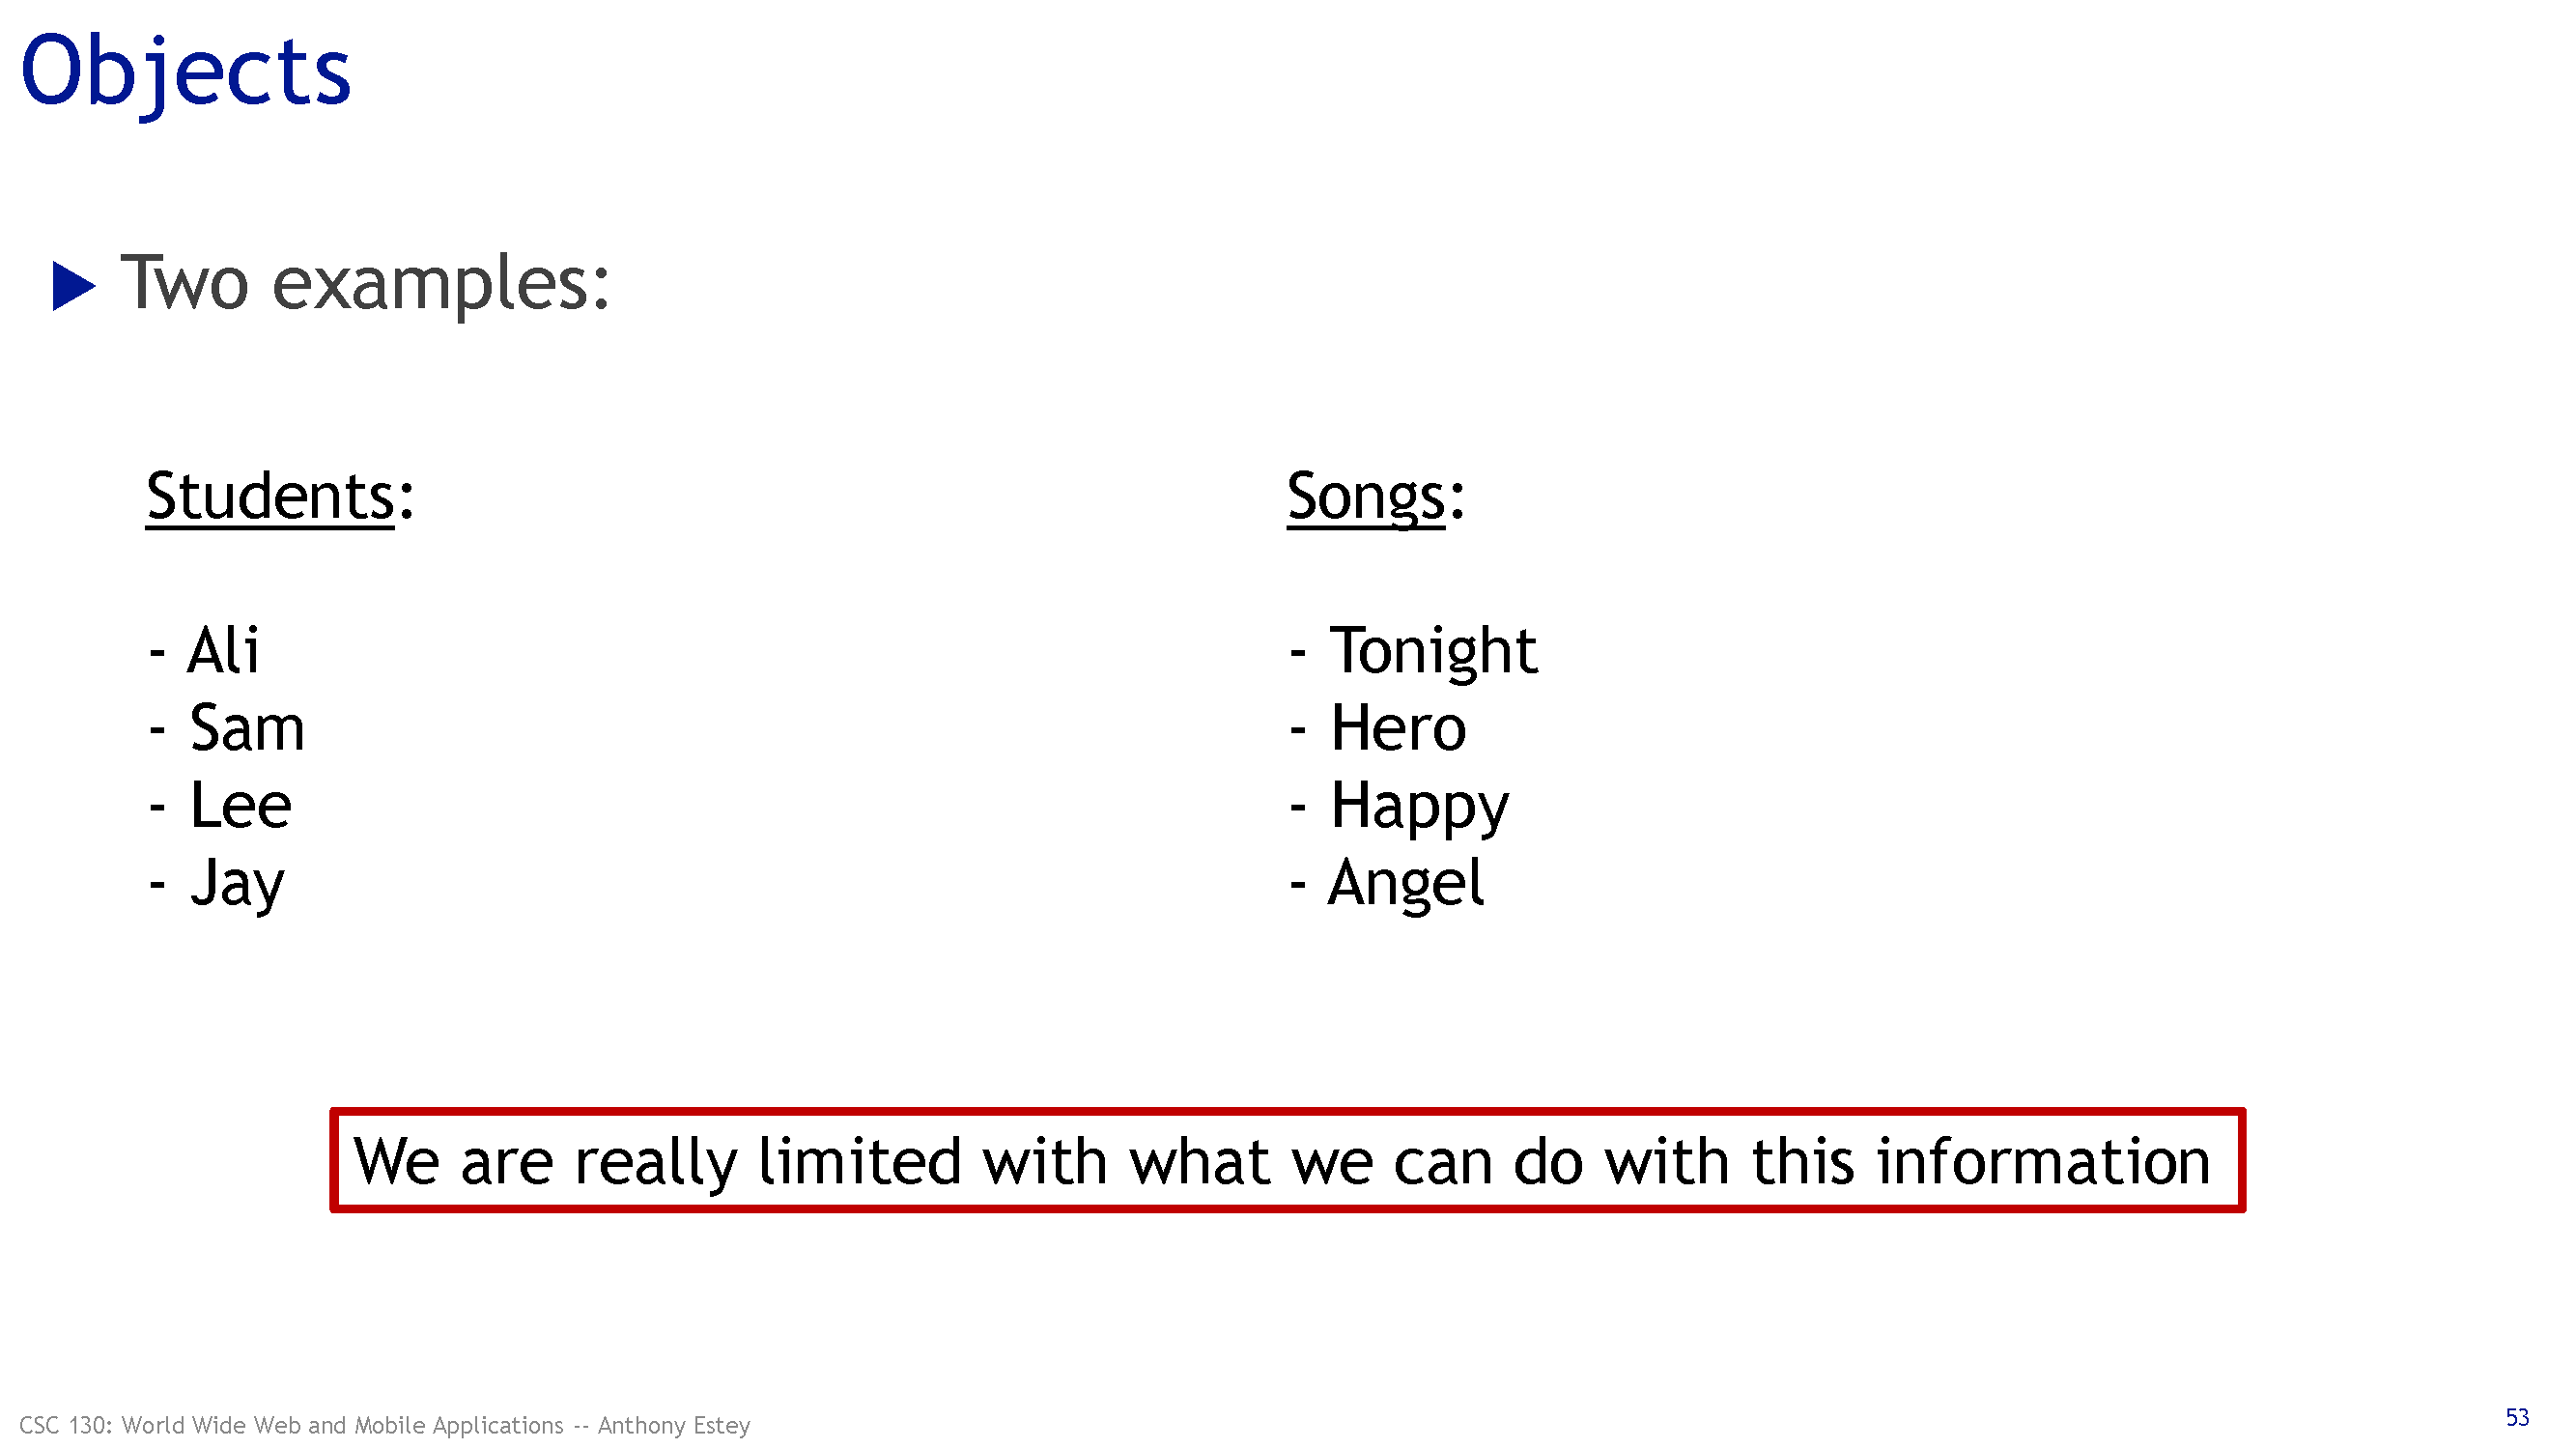 Objects
Two examples:
Students:
- Ali
- Sam
- Lee
- Jay
Songs:
- Tonight
- Hero
- Happy
- Angel
We are really limited with what we can do with this information
CSC 130: World Wide Web and Mobile Applications -- Anthony Estey
53